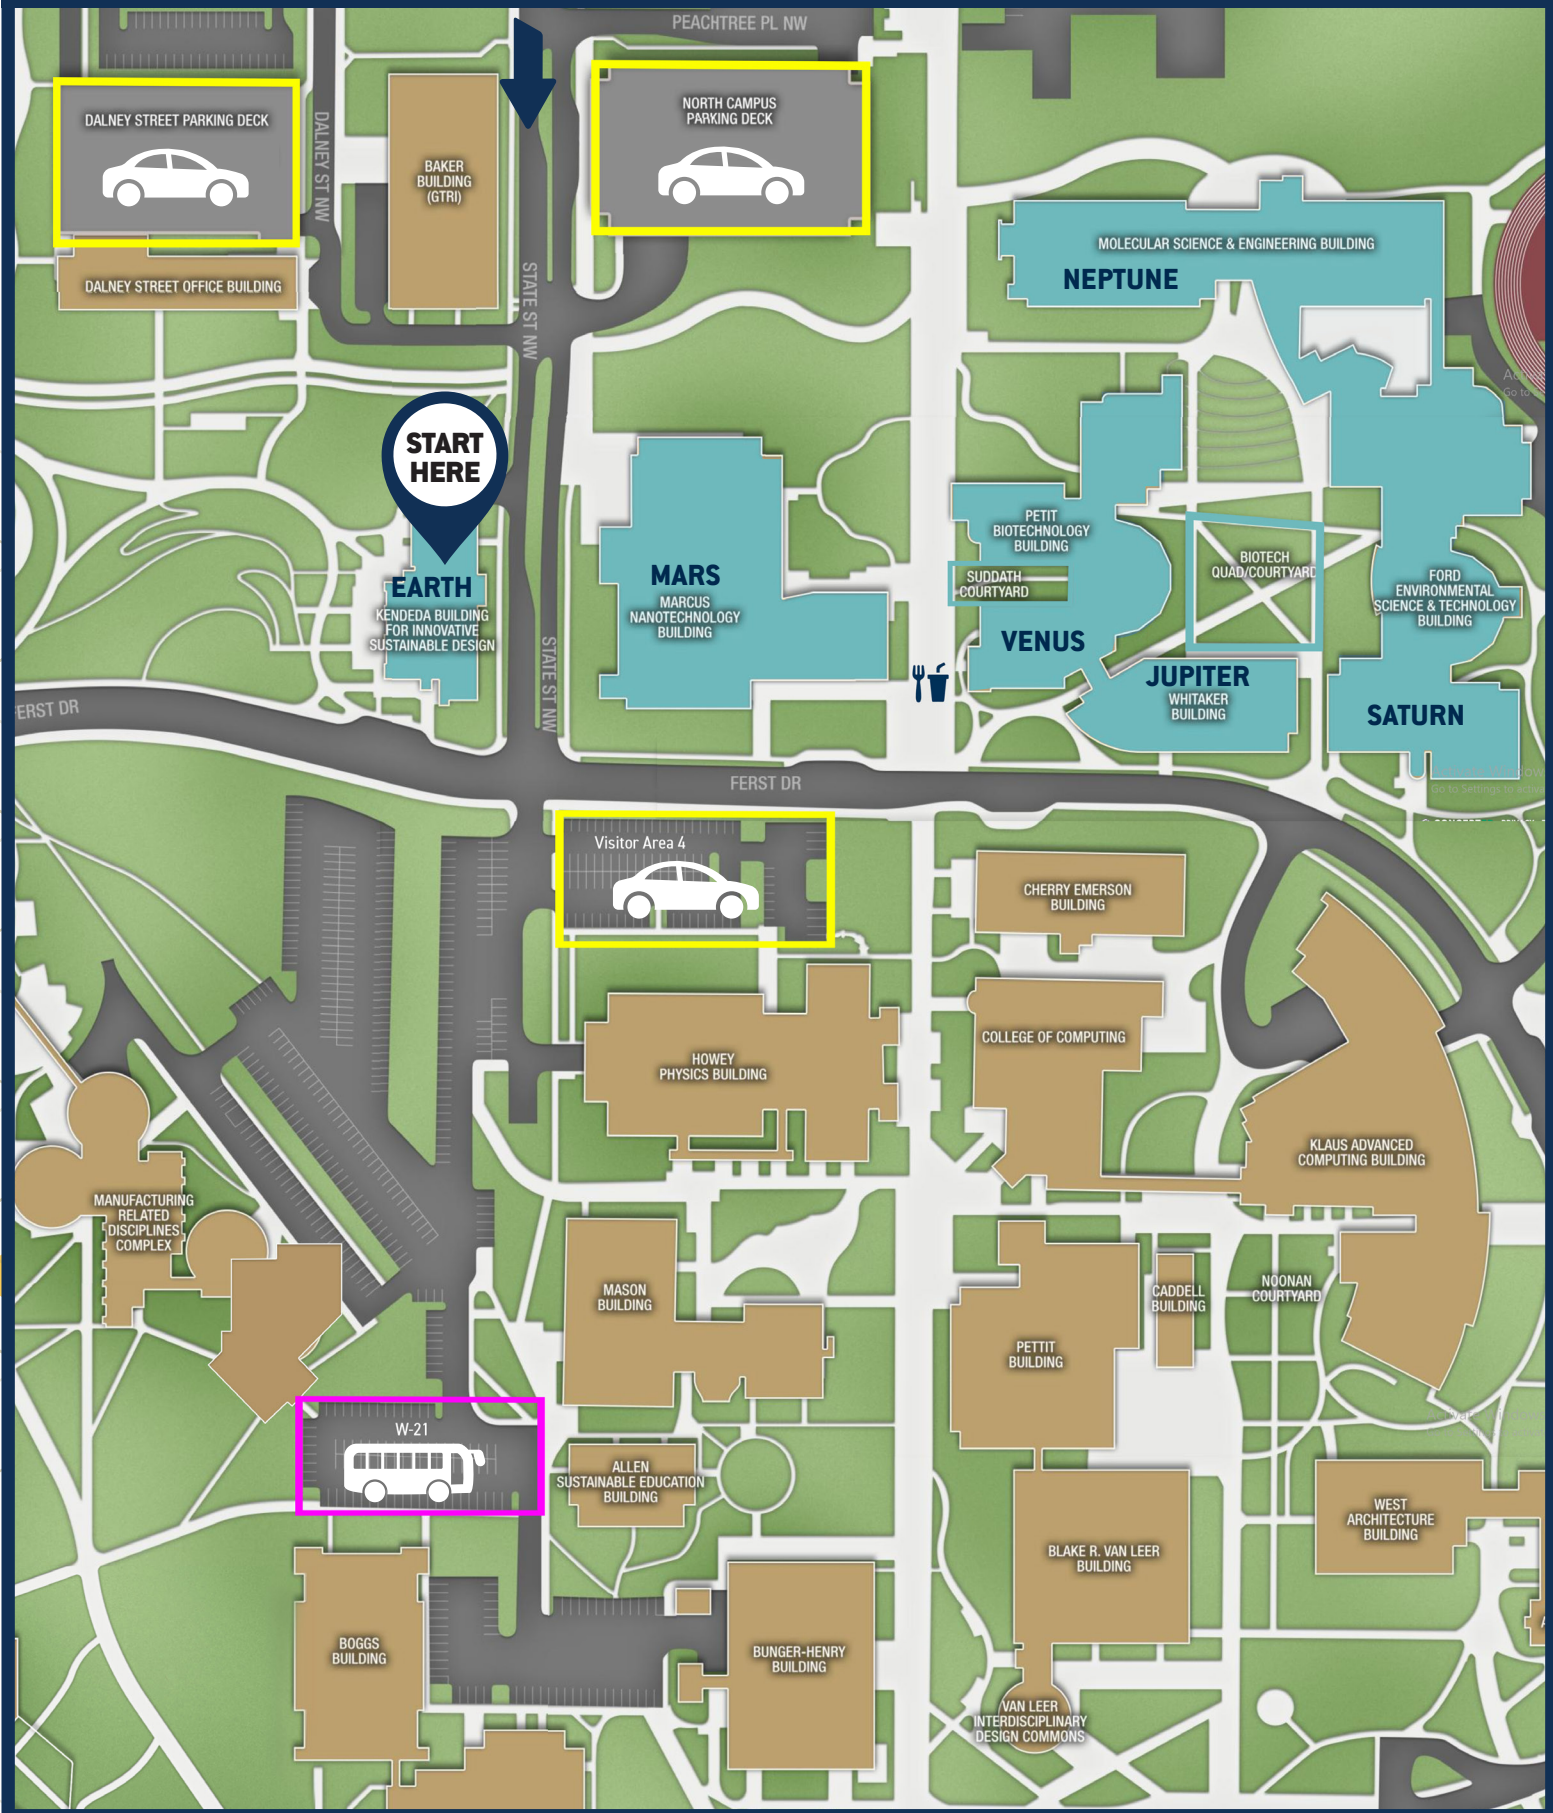 PEACHTREE PL NW
DALNEY STREET PARKING DECK
DALNEY ST NW
BAKER
BUILDING
(GTRI)
NORTH CAMPUS
PARKING DECK
DALNEY STREET OFFICE BUILDING
STATE ST NW
MOLECULAR SCIENCE & ENGINEERING BUILDING
NEPTUNE
START
HERE
EARTH
KENDEDA BUILDING
FOR INNOVATIVE
SUSTAINABLE DESIGN
MARS
MARCUS
NANOTECHNOLOGY
BUILDING
PETIT
BIOTECHNOLOGY
BUILDING
SUDDATH
COURTYARD
VENUS
BIOTECH
QUAD/COURTYARD
FORD
ENVIRONMENTAL
SCIENCE & TECHNOLOGY
BUILDING
JUPITER
WHITAKER
BUILDING
SATURN
STATE ST NW
FERST DR
FERST DR
Go to Settings to activa
Visitor Area 4
CHERRY EMERSON
BUILDING
COLLEGE OF COMPUTING
HOWEY
PHYSICS BUILDING
KLAUS ADVANCED
COMPUTING BUILDING
MANUFACTURING
RELATED
DISCIPLINES
COMPLEX
MASON
BUILDING
CADDELL
BUILDING
NOONAN
COURTYARD
PETTIT
BUILDING
W-21
ALLEN
SUSTAINABLE EDUCATION
BUILDING
WEST
ARCHITECTURE
BUILDING
BLAKE R. VAN LEER
BUILDING
BOGGS
BUILDING
BUNGER-HENRY
BUILDING
VAN LEER
INTERDISCIPLINARY
DESIGN COMMONS